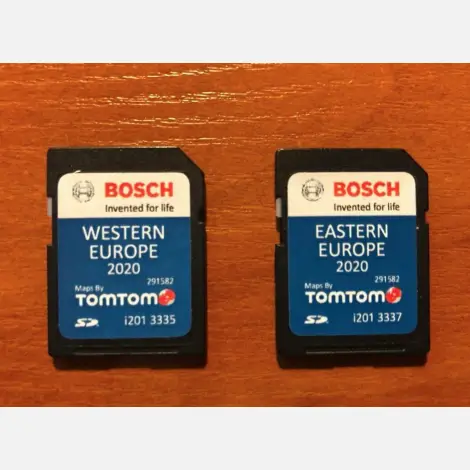 BOSCH
Invented for life
WESTERN
EUROPE
2020
291582
Maps By
TOMTOM
SD
i201 3335
BOSCH
Invented for life
EASTERN
EUROPE
2020
291582
Maps By
TOMTOM
SD
i201 3337